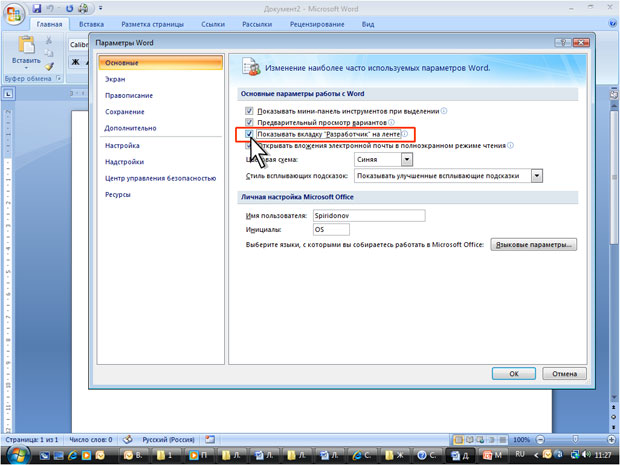 Документ2 - Microsoft Word
Главная Вставка Разметка страницы Ссылки Рассылки Рецензирование Вид
Calibri
Вставить
Ж
Буфер обмена
Параметры Word
Основные
Экран
Правописание
Сохранение
Дополнительно
Настройка
Надстройки
Центр управления безопасностью
Ресурсы
Изменение наиболее часто используемых параметров Word.
Основные параметры работы с Word
Показывать мини-панель инструментов при выделении
Предварительный просмотр вариантов
Показывать вкладку "Разработчик" на ленте
Открывать вложения электронной почты в полноэкранном режиме чтения
Цветовая схема: Синяя
Стиль всплывающих подсказок: Показывать улучшенные всплывающие подсказки
Личная настройка Microsoft Office
Имя пользователя: Spiridonov
Инициалы: OS
Выберите языки, с которыми вы собираетесь работать в Microsoft Office: Языковые параметры...
ОК Отмена
Страница: 1 из 1 Число слов: 0 Русский (Россия) 100%
В. 1 П Л. Л. Л. Л. С. Ж С. Д М RU 11:27